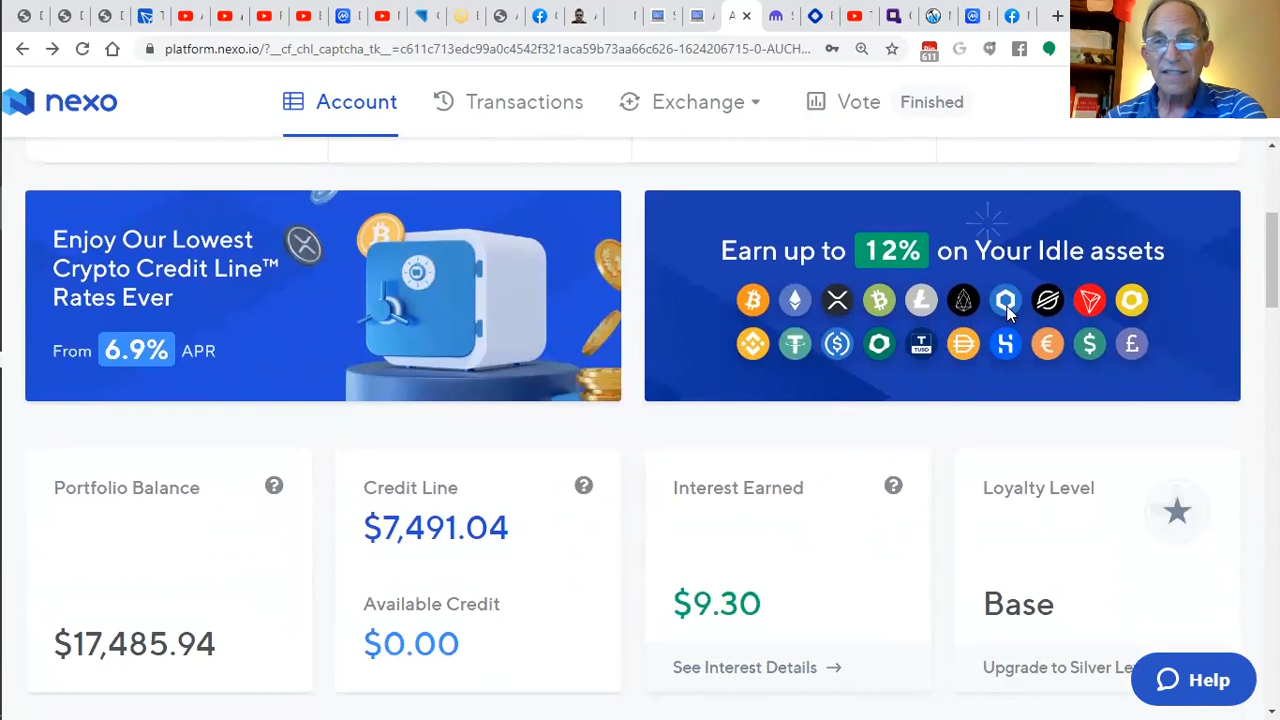 platform.nexo.io/?__cf_chl_captcha_tk__=c611c713edc99a0c4542f321aca59b73aa66c626-1624206715-0-AUCH...
611
nexo
Account
Transactions
Exchange
Vote
Finished
Enjoy Our Lowest
Crypto Credit Line™
Rates Ever
From 6.9% APR
Earn up to 12% on Your Idle assets
TUSD
Portfolio Balance
$17,485.94
Credit Line
$7,491.04
Available Credit
$0.00
Interest Earned
$9.30
See Interest Details →
Loyalty Level
Base
Upgrade to Silver
Help